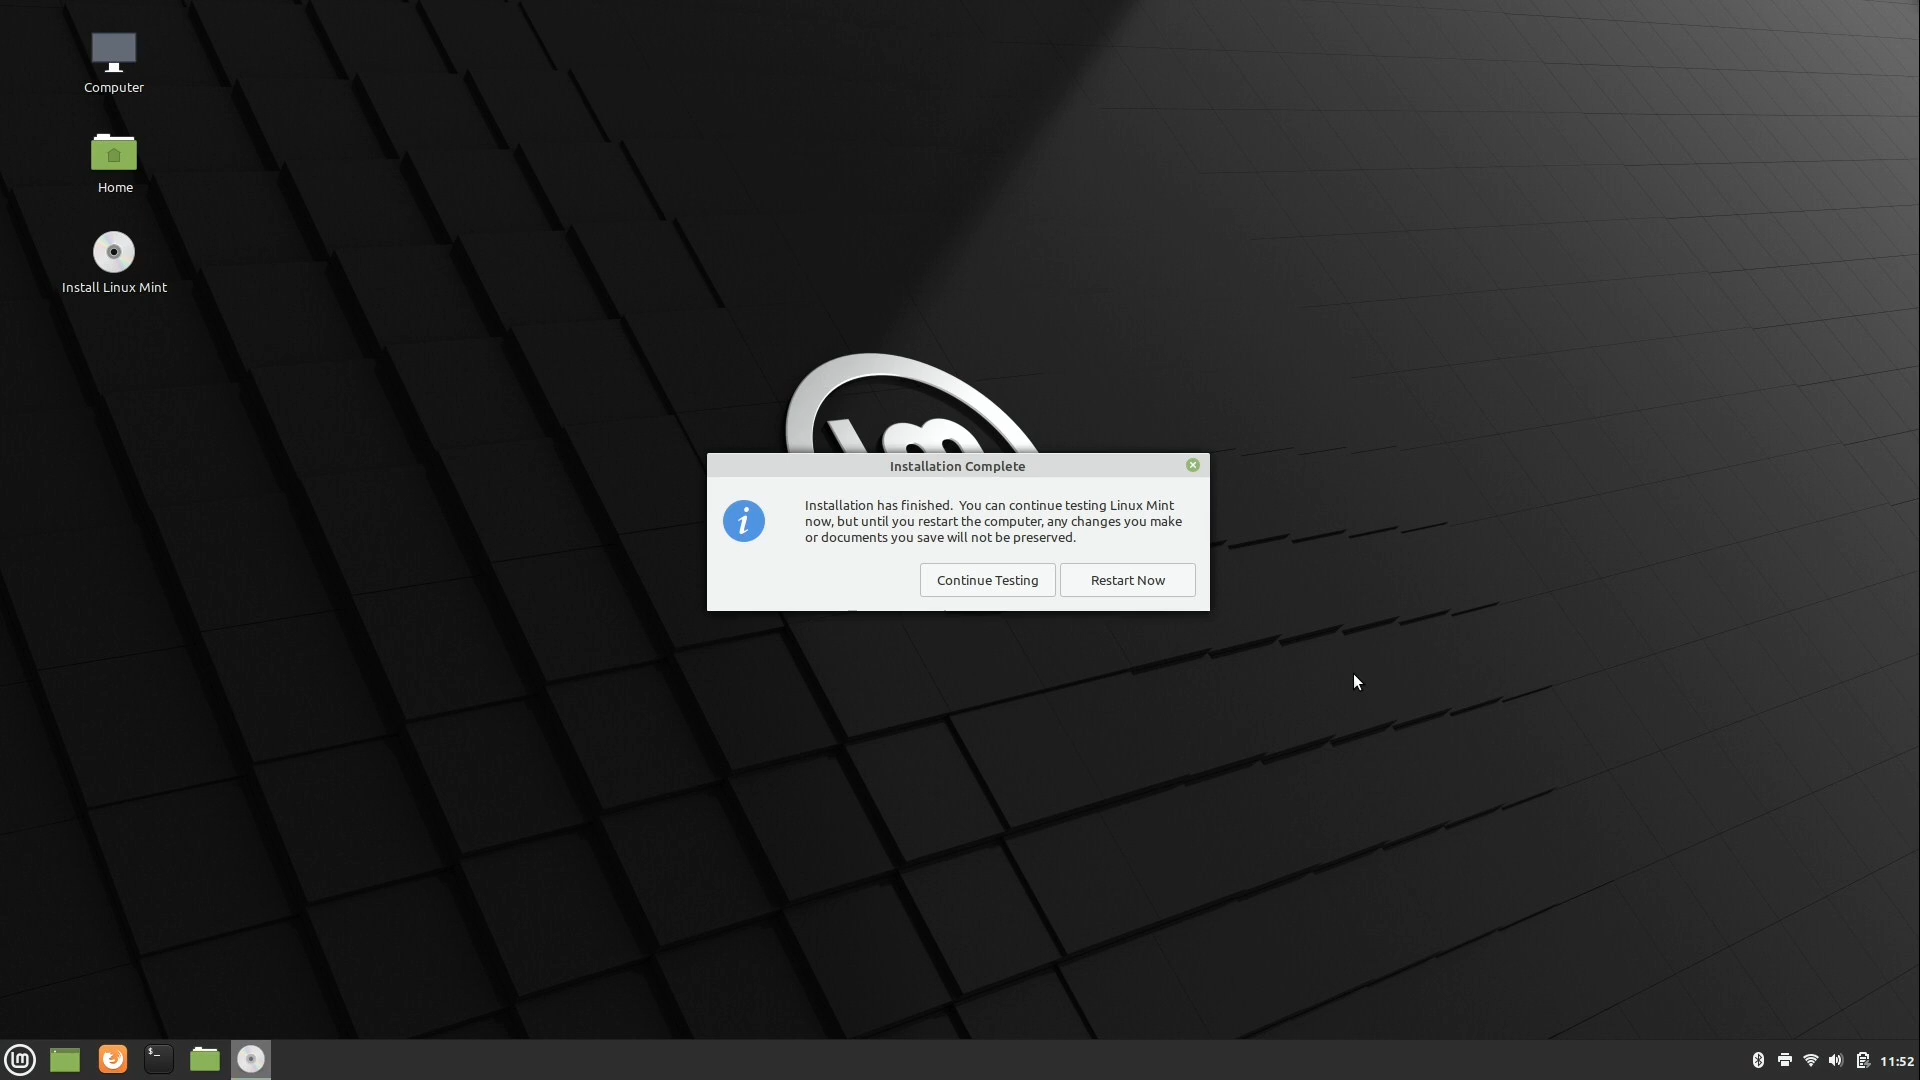 Computer
Home
Install Linux Mint
lm
Installation Complete
i
Installation has finished.  You can continue testing Linux Mint
now, but until you restart the computer, any changes you make
or documents you save will not be preserved.
Continue Testing
Restart Now
lm
$_
11:52